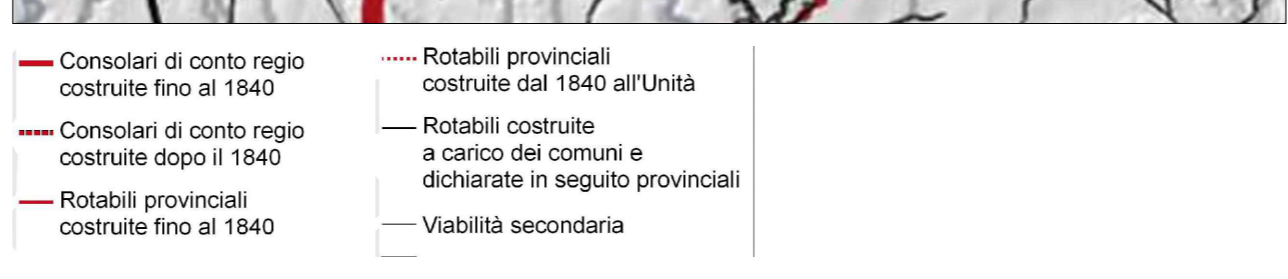 Consolari di conto regio
costruite fino al 1840
Consolari di conto regio
costruite dopo il 1840
Rotabili provinciali
costruite fino al 1840
Rotabili provinciali
costruite dal 1840 all'Unità
Rotabili costruite
a carico dei comuni e
dichiarate in seguito provinciali
Viabilità secondaria